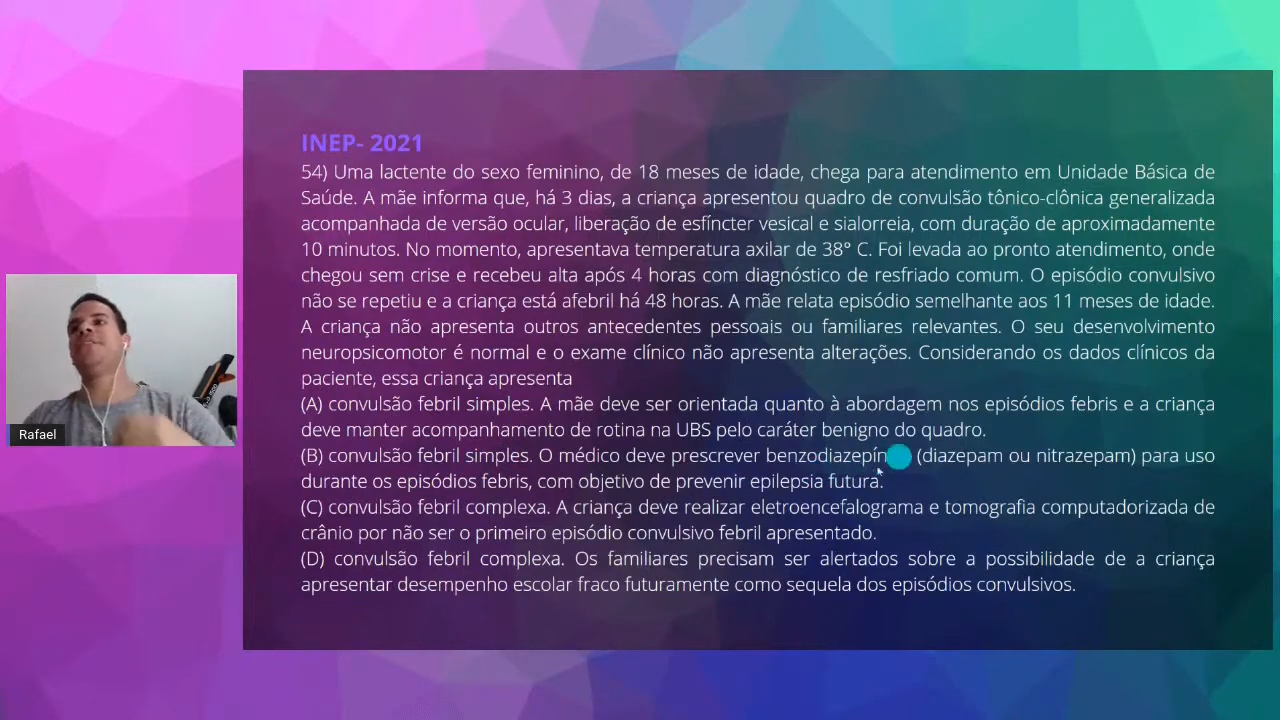 INEP- 2021
54) Uma lactente do sexo feminino, de 18 meses de idade, chega para atendimento em Unidade Básica de
Saúde. A mãe informa que, há 3 dias, a criança apresentou quadro de convulsão tônico-clônica generalizada
acompanhada de versão ocular, liberação de esfíncter vesical e sialorreia, com duração de aproximadamente
10 minutos. No momento, apresentava temperatura axilar de 38° C. Foi levada ao pronto atendimento, onde
chegou sem crise e recebeu alta após 4 horas com diagnóstico de resfriado comum. O episódio convulsivo
não se repetiu e a criança está afebril há 48 horas. A mãe relata episódio semelhante aos 11 meses de idade.
A criança não apresenta outros antecedentes pessoais ou familiares relevantes. O seu desenvolvimento
neuropsicomotor é normal e o exame clínico não apresenta alterações. Considerando os dados clínicos da
paciente, essa criança apresenta
(A) convulsão febril simples. A mãe deve ser orientada quanto à abordagem nos episódios febris e a criança
deve manter acompanhamento de rotina na UBS pelo caráter benigno do quadro.
(B) convulsão febril simples. O médico deve prescrever (diazepam ou nitrazepam) para uso
durante os episódios febris, com objetivo de prevenir epilepsia futura.
(C) convulsão febril complexa. A criança deve realizar eletroencefalograma e tomografia computadorizada de
crânio por não ser o primeiro episódio convulsivo febril apresentado.
(D) convulsão febril complexa. Os familiares precisam ser alertados sobre a possibilidade de a criança
apresentar desempenho escolar fraco futuramente como sequela dos episódios convulsivos.
Rafael